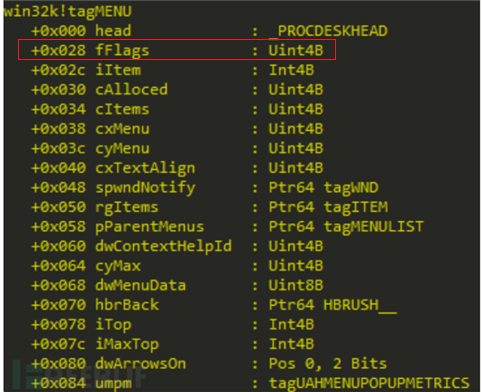 win32k!tagMENU
+0x000 head : _PROCDESKHEAD
+0x028 fFlags : Uint4B
+0x02c iItem : Int4B
+0x030 cAlloced : Uint4B
+0x034 cItems : Uint4B
+0x038 cxMenu : Uint4B
+0x03c cyMenu : Uint4B
+0x040 cxTextAlign : Uint4B
+0x048 spwndNotify : Ptr64 tagWND
+0x050 rgItems : Ptr64 tagITEM
+0x058 pParentMenus : Ptr64 tagMENULIST
+0x060 dwContextHelpId : Uint4B
+0x064 cyMax : Uint4B
+0x068 dwMenuData : Uint8B
+0x070 hbrBack : Ptr64 HBRUSH__
+0x078 iTop : Int4B
+0x07c iMaxTop : Int4B
+0x080 dwArrowsOn : Pos 0, 2 Bits
+0x084 umpm : tagUAHMENUPOPUPMETRICS